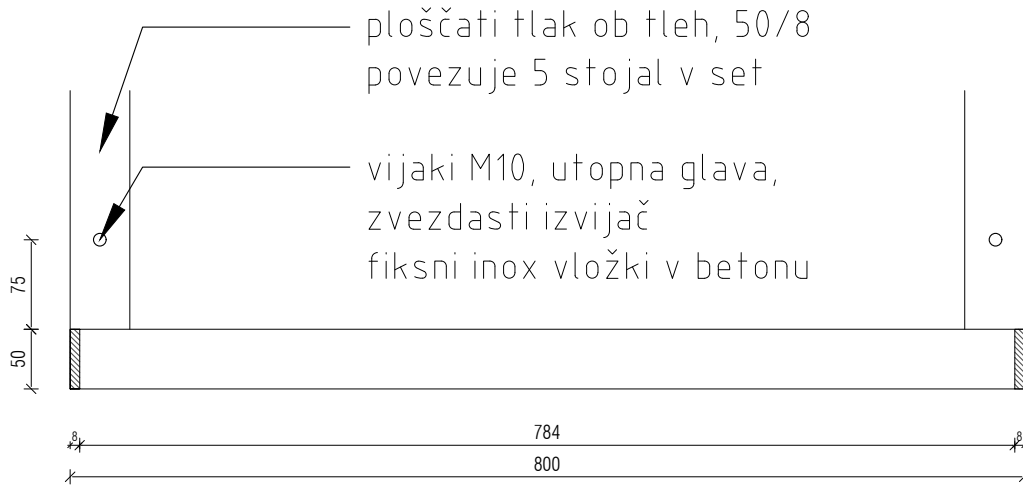 ploščati tlak ob tleh, 50/8
povezuje 5 stojal v set
vijaki M10, utopna glava,
zvezdasti izvijač
fiksni inox vložki v betonu
75
50
8
784
8
800